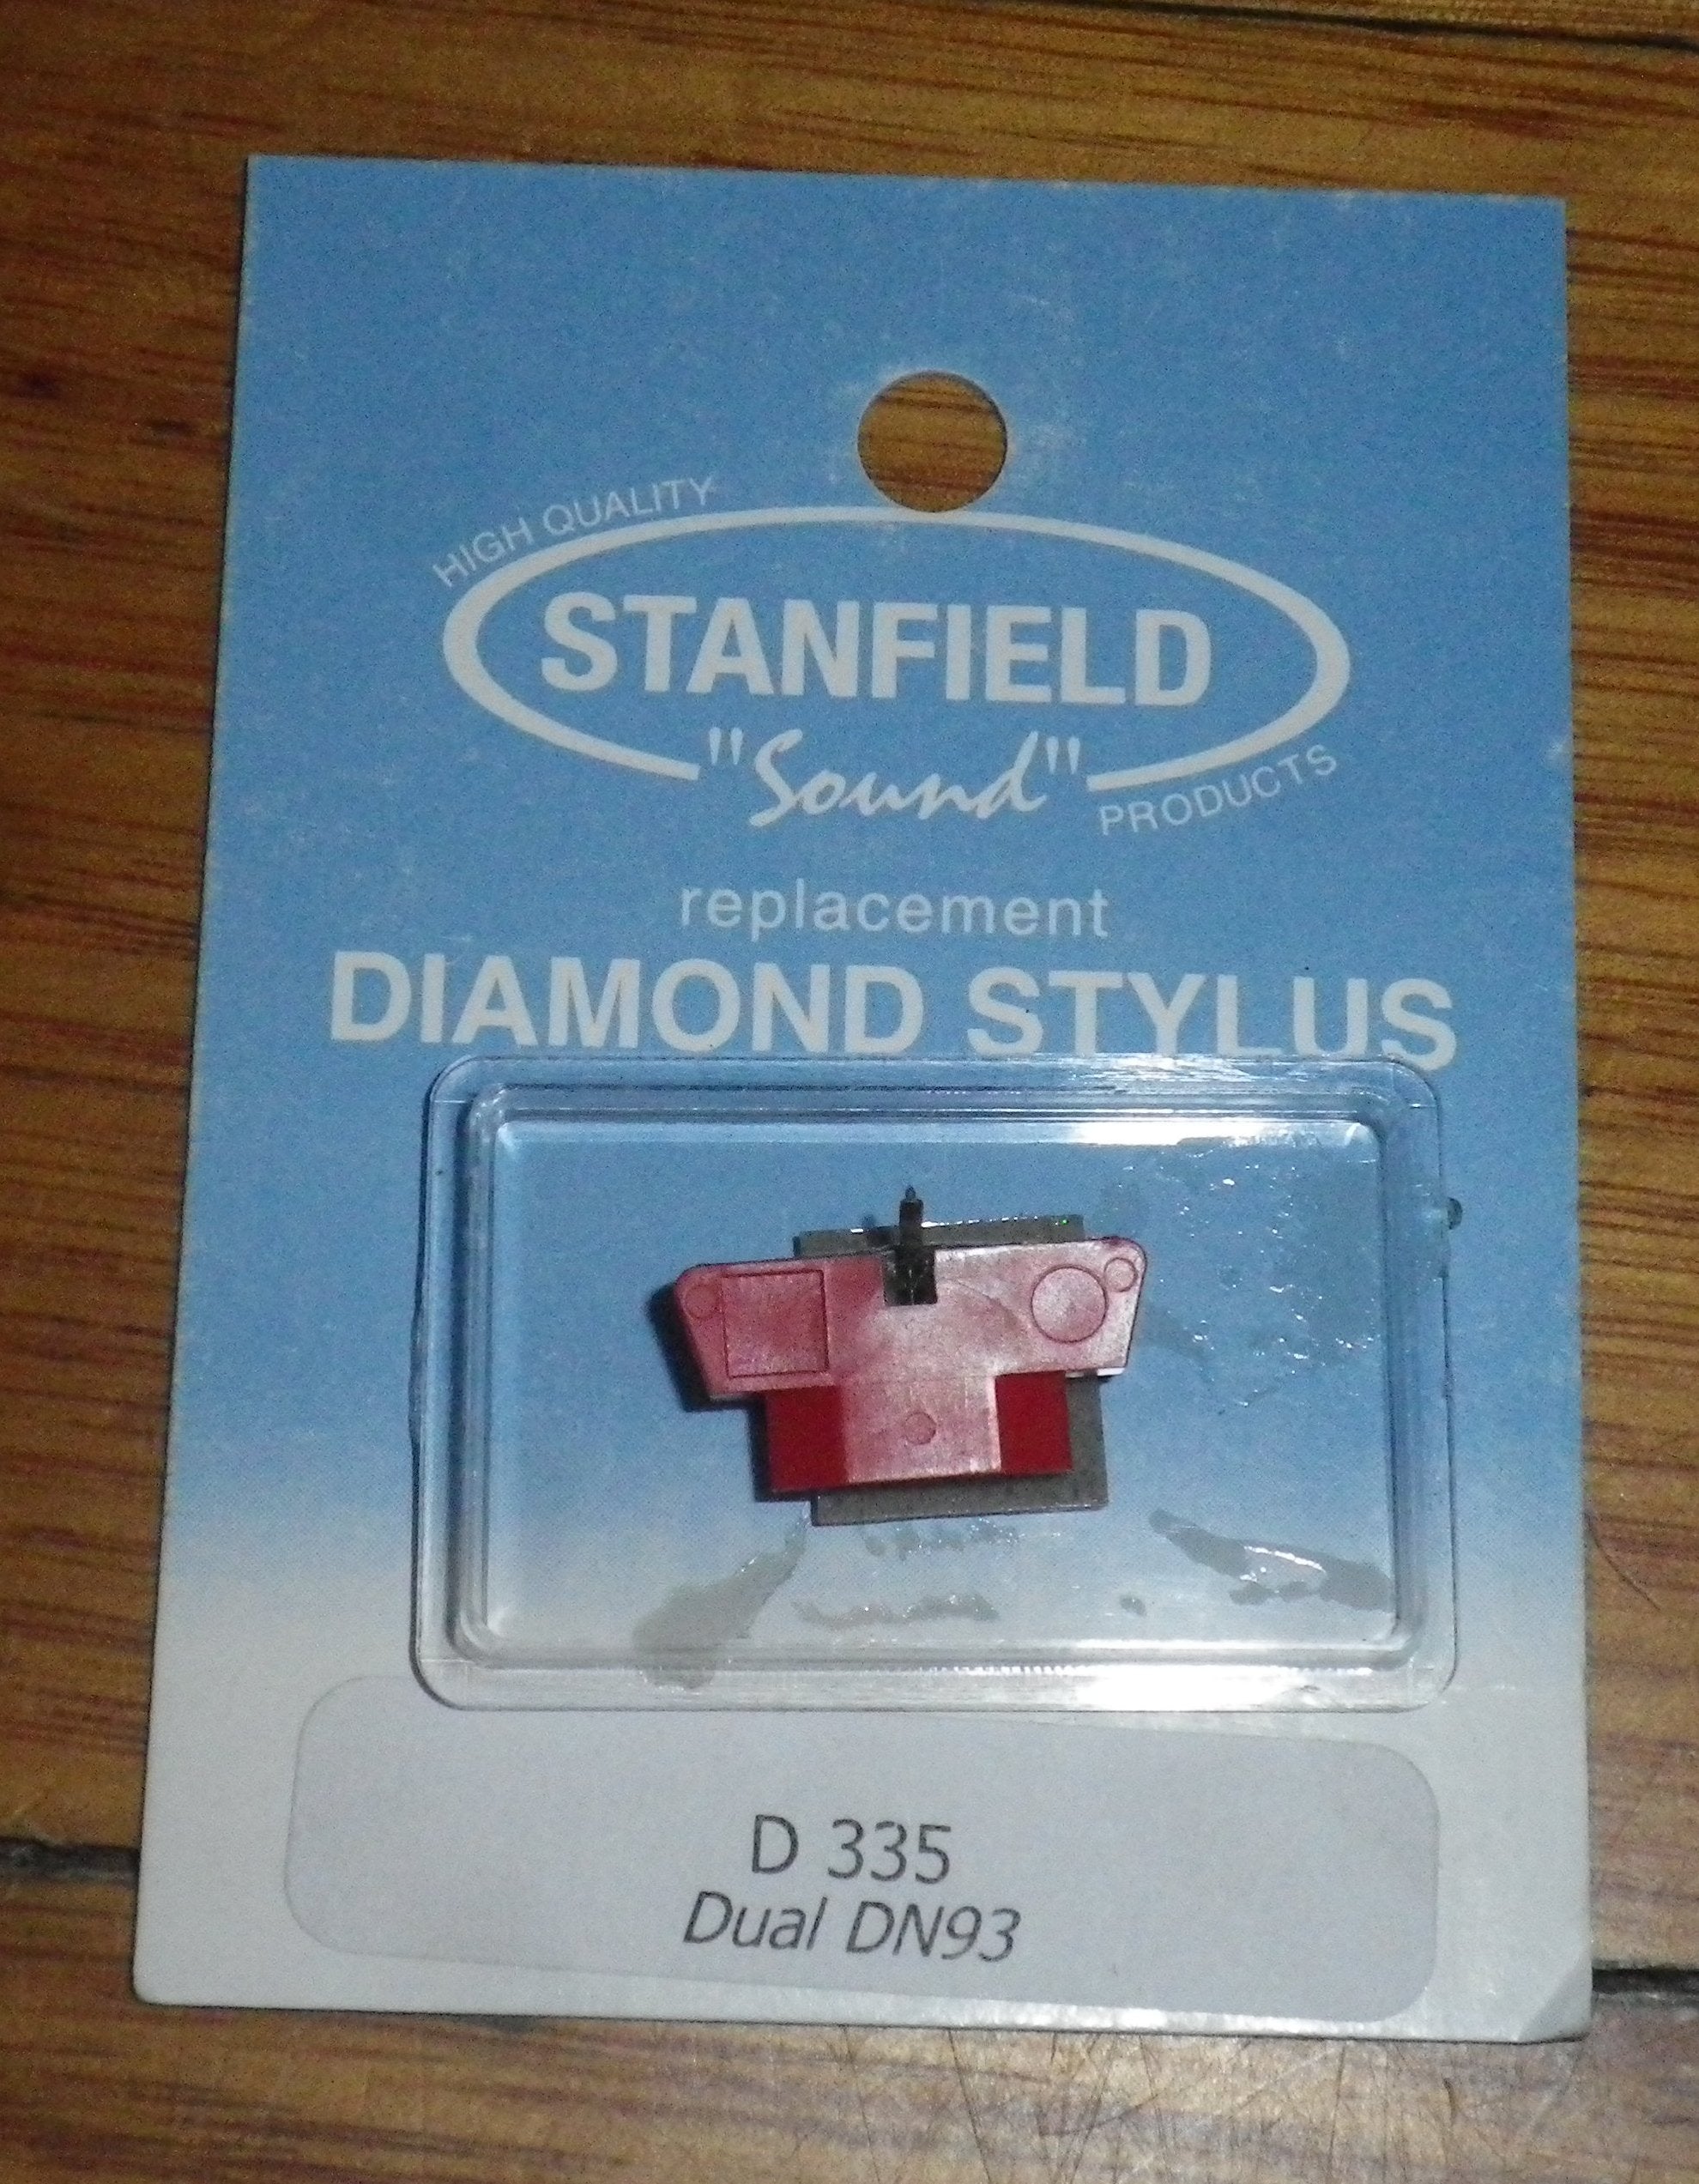 HIGH QUALITY
STANFIELD
"Sound"
PRODUCTS
replacement
DIAMOND STYLUS
D 335
Dual DN93